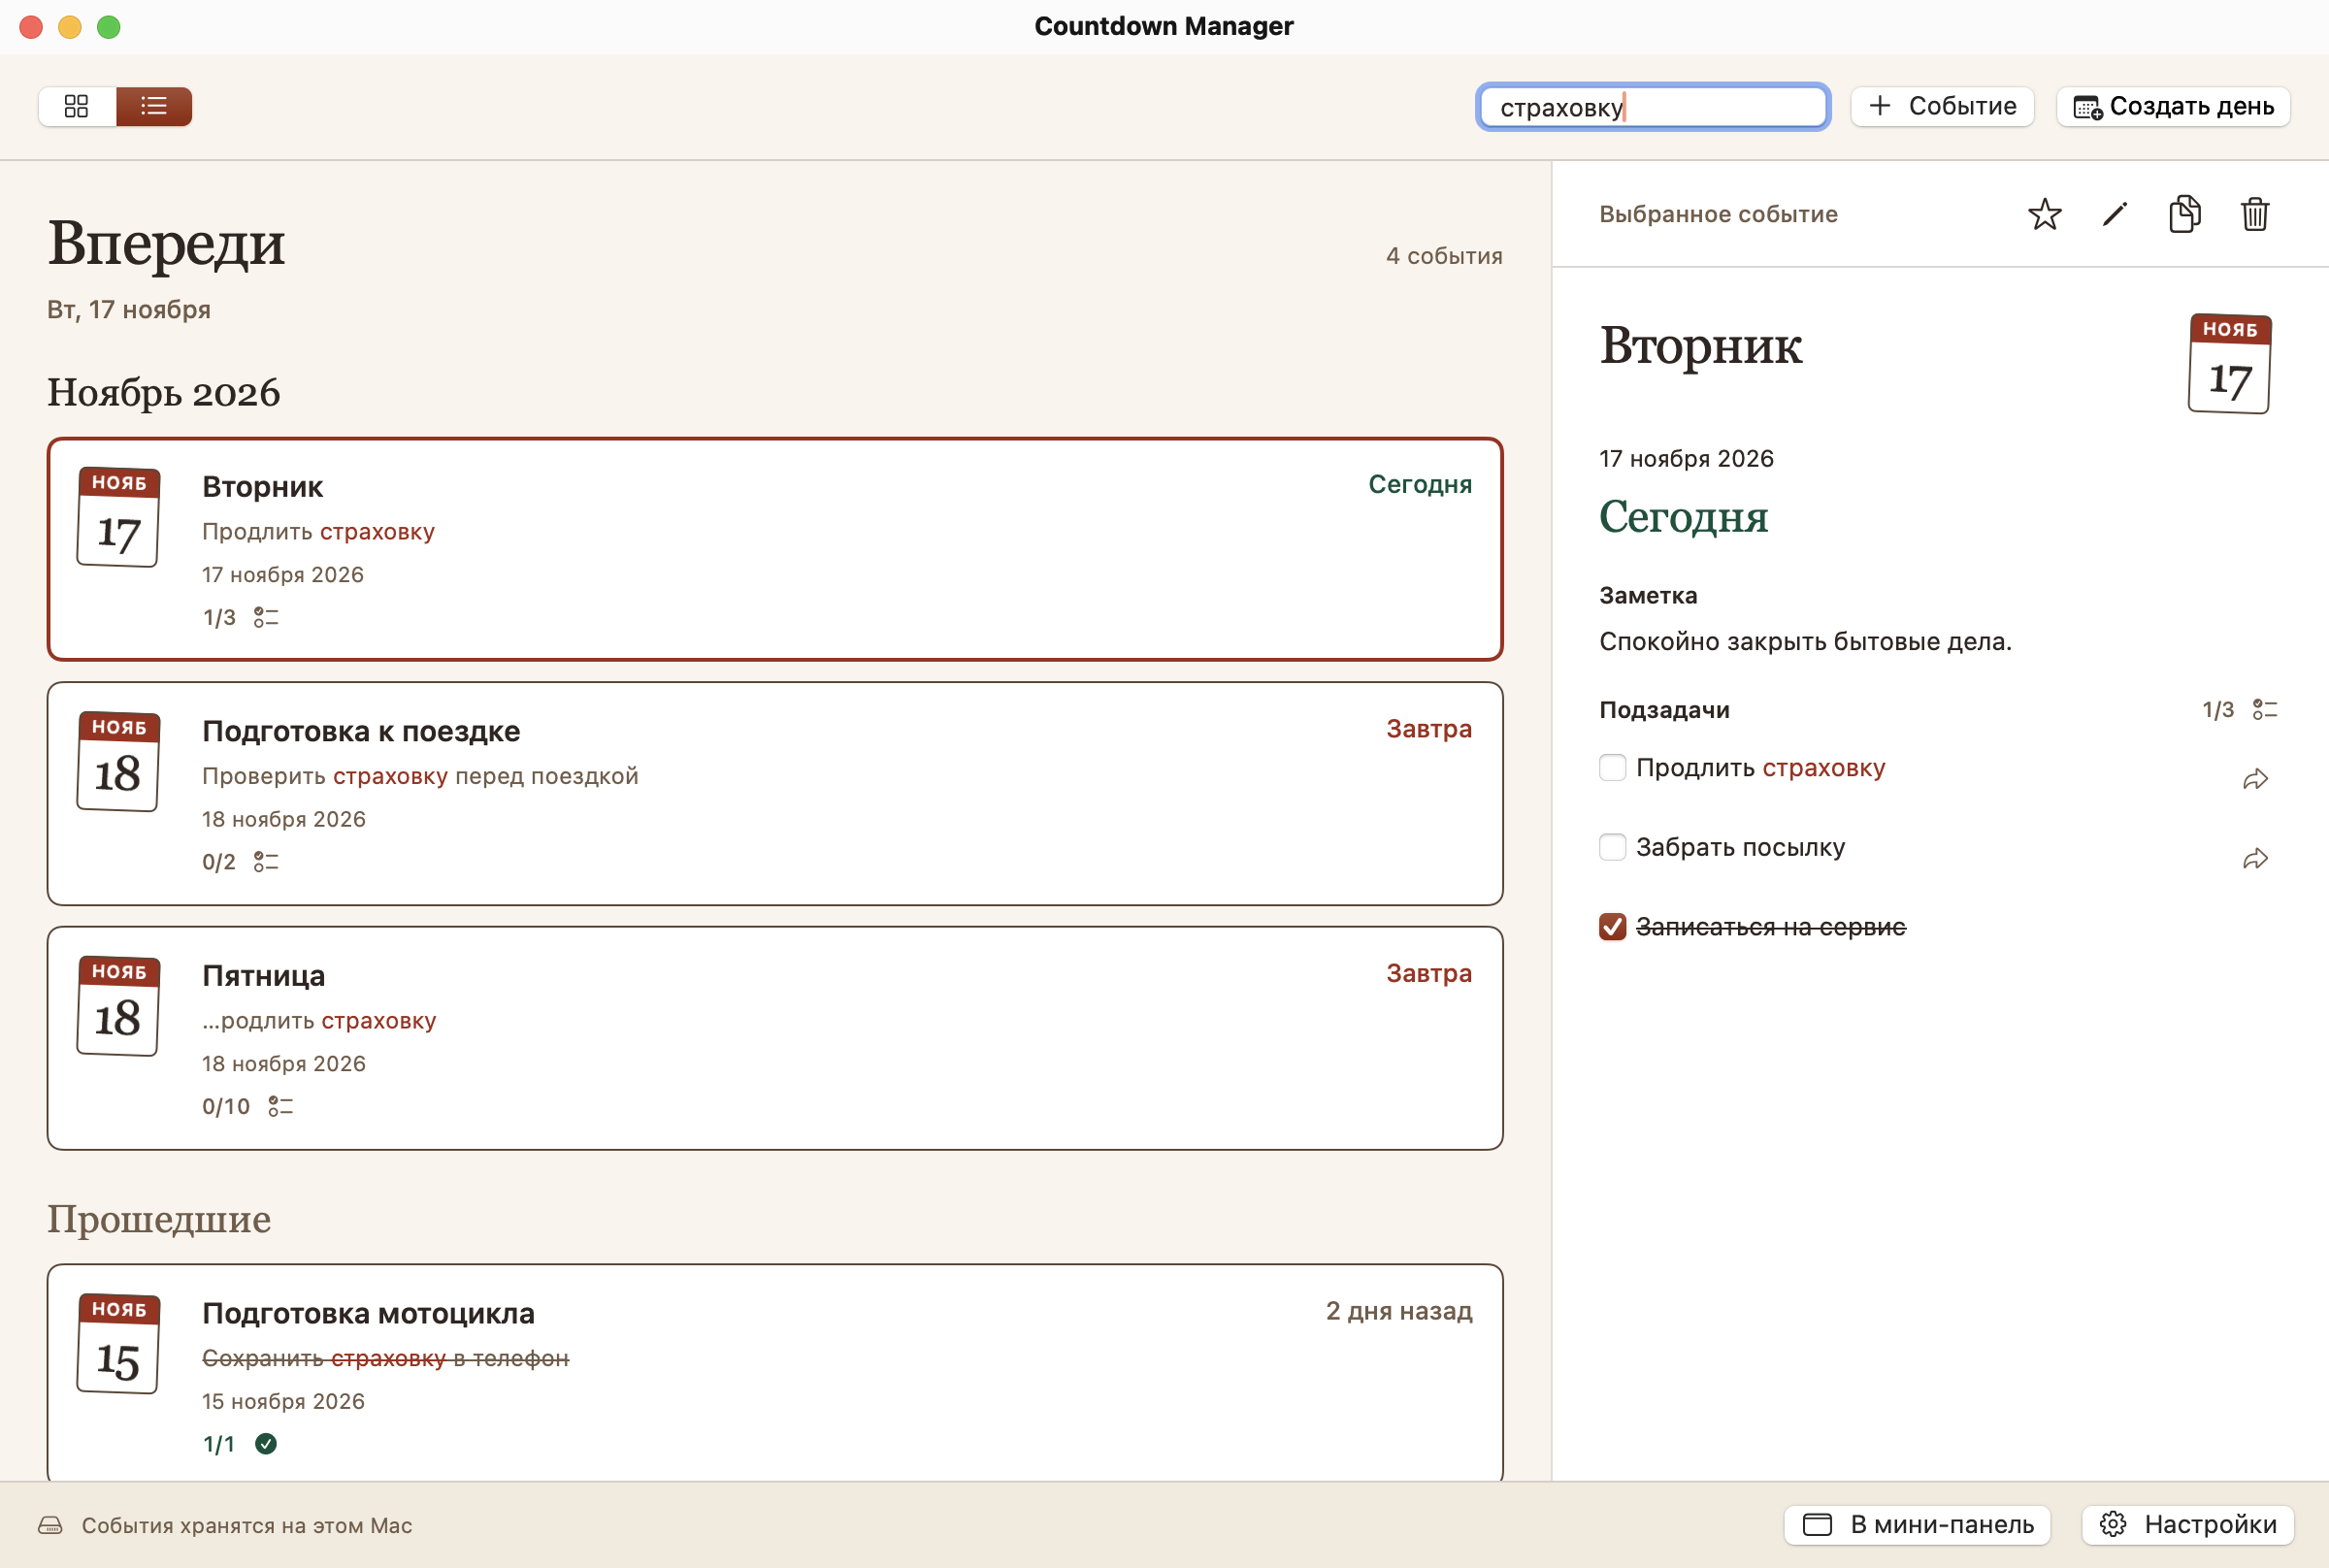 Countdown Manager
страховку
+ Событие
Создать день
Впереди
4 события
Вт, 17 ноября
Ноябрь 2026
НОЯБ
17
Вторник
Сегодня
Продлить страховку
17 ноября 2026
1/3
НОЯБ
18
Подготовка к поездке
Завтра
Проверить страховку перед поездкой
18 ноября 2026
0/2
НОЯБ
18
Пятница
Завтра
...родлить страховку
18 ноября 2026
0/10
Прошедшие
НОЯБ
15
Подготовка мотоцикла
2 дня назад
Сохранить страховку в телефон
15 ноября 2026
1/1
Выбранное событие
Вторник
НОЯБ
17
17 ноября 2026
Сегодня
Заметка
Спокойно закрыть бытовые дела.
Подзадачи
1/3
Продлить страховку
Забрать посылку
Записаться на сервис
События хранятся на этом Mac
В мини-панель
Настройки